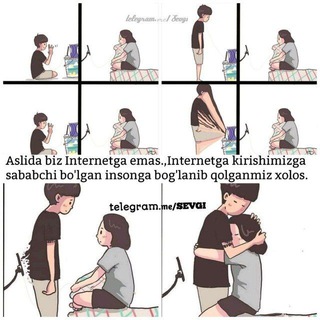 telegram.me/ Sevgi
Aslida biz Internetga emas.,Internetga kirishimizga
sababchi bo'lgan insonga bog'lanib qolganmiz xolos.
telegram.me/SEVGI